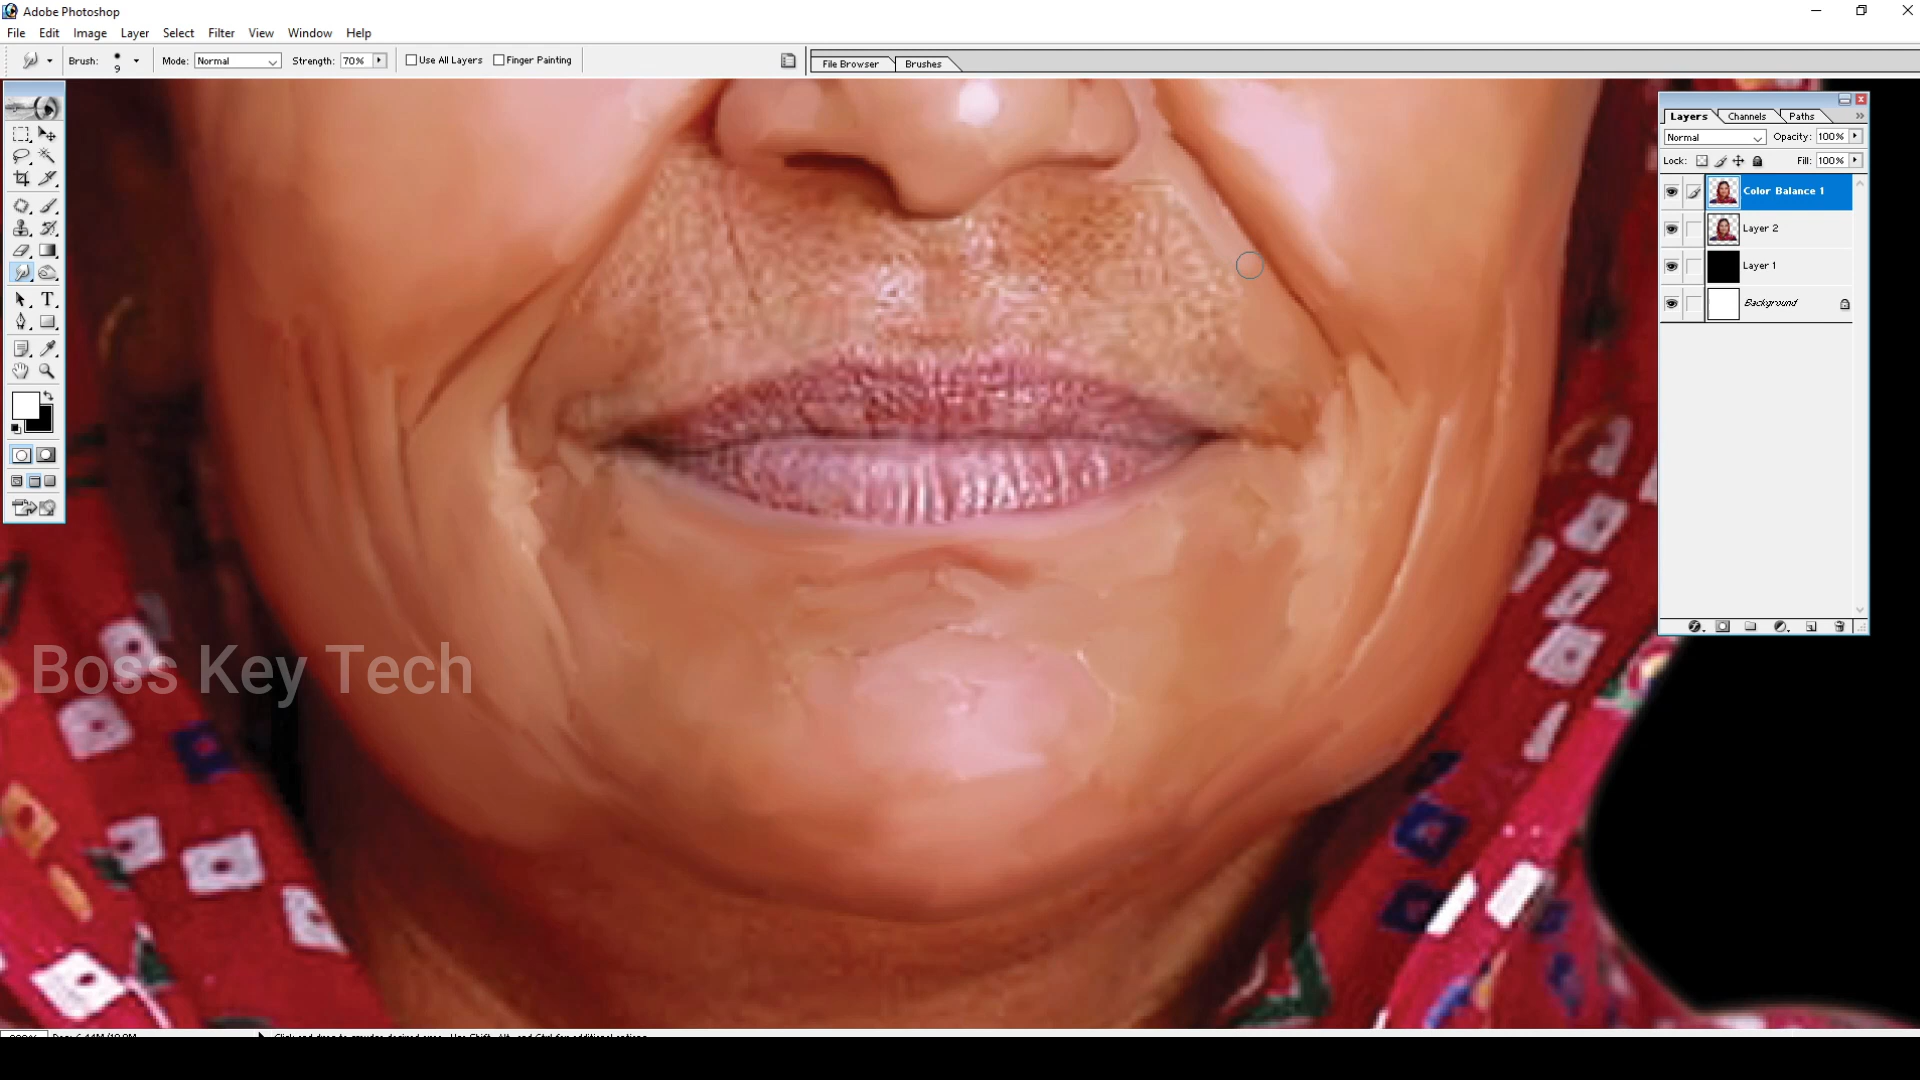 Adobe Photoshop
File Edit Image Layer Select Filter View Window Help
Brush: 9 Mode: Normal Strength: 70% Use All Layers Finger Painting File Browser Brushes
Layers Channels Paths
Normal Opacity: 100%
Lock: Fill: 100%
Color Balance 1
Layer 2
Layer 1
Background
T
Boss Key Tech